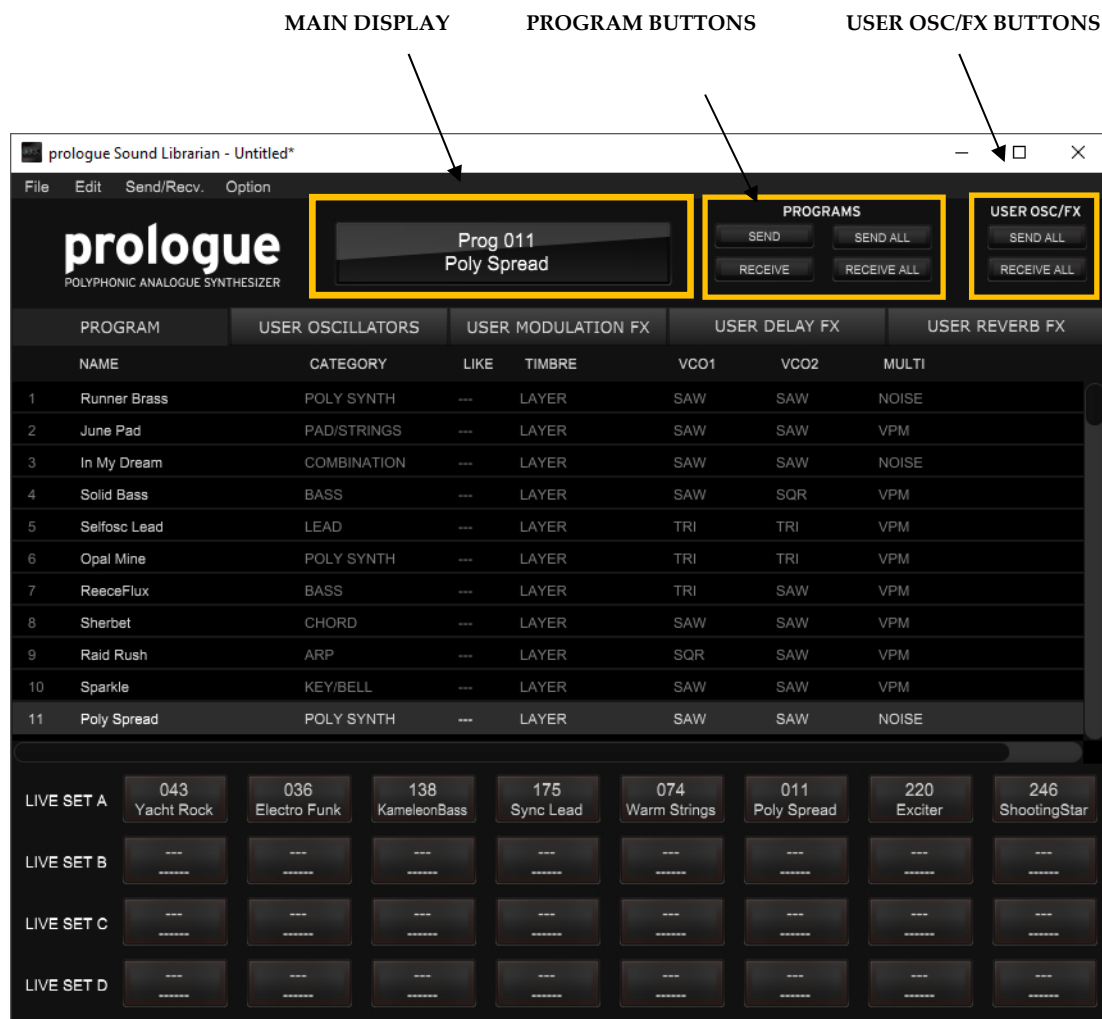 MAIN DISPLAY PROGRAM BUTTONS USER OSC/FX BUTTONS
prologue Sound Librarian - Untitled*
File Edit Send/Recv. Option
prologue
POLYPHONIC ANALOGUE SYNTHESIZER
Prog 011
Poly Spread
PROGRAMS
SEND SEND ALL
RECEIVE RECEIVE ALL
USER OSC/FX
SEND ALL
RECEIVE ALL
PROGRAM USER OSCILLATORS USER MODULATION FX USER DELAY FX USER REVERB FX
NAME CATEGORY LIKE TIMBRE VCO1 VCO2 MULTI
1 Runner Brass POLY SYNTH --- LAYER SAW SAW NOISE
2 June Pad PAD/STRINGS --- LAYER SAW SAW VPM
3 In My Dream COMBINATION --- LAYER SAW SAW NOISE
4 Solid Bass BASS --- LAYER SAW SQR VPM
5 Selfosc Lead LEAD --- LAYER TRI TRI VPM
6 Opal Mine POLY SYNTH --- LAYER TRI TRI VPM
7 ReeceFlux BASS --- LAYER TRI SAW VPM
8 Sherbet CHORD --- LAYER SAW SAW VPM
9 Raid Rush ARP --- LAYER SQR SAW VPM
10 Sparkle KEY/BELL --- LAYER SAW SAW VPM
11 Poly Spread POLY SYNTH --- LAYER SAW SAW NOISE
LIVE SET A
043 036 138 175 074 011 220 246
Yacht Rock Electro Funk KameleonBass Sync Lead Warm Strings Poly Spread Exciter ShootingStar
LIVE SET B
--- --- --- --- --- --- --- ---
------ ------ ------ ------ ------ ------ ------ ------
LIVE SET C
--- --- --- --- --- --- --- ---
------ ------ ------ ------ ------ ------ ------ ------
LIVE SET D
--- --- --- --- --- --- --- ---
------ ------ ------ ------ ------ ------ ------ ------